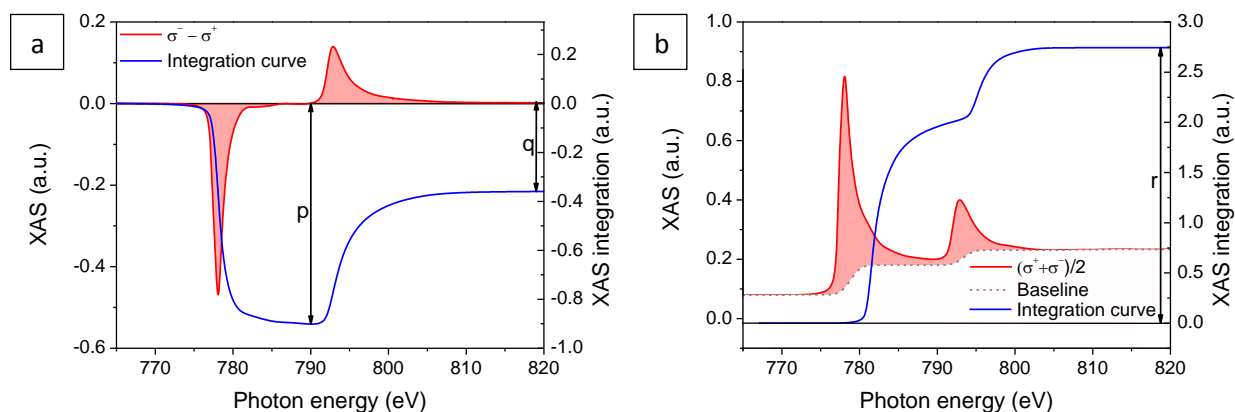 a
σ⁻ − σ⁺
Integration curve
0.2
0.0
-0.2
-0.4
-0.6
XAS (a.u.)
p
q
0.2
0.0
-0.2
-0.4
-0.6
-0.8
-1.0
XAS integration (a.u.)
770 780 790 800 810 820
Photon energy (eV)
b
1.0
0.8
0.6
0.4
0.2
0.0
XAS (a.u.)
r
(σ⁺+σ⁻)/2
Baseline
Integration curve
3.0
2.5
2.0
1.5
1.0
0.5
0.0
XAS integration (a.u.)
770 780 790 800 810 820
Photon energy (eV)